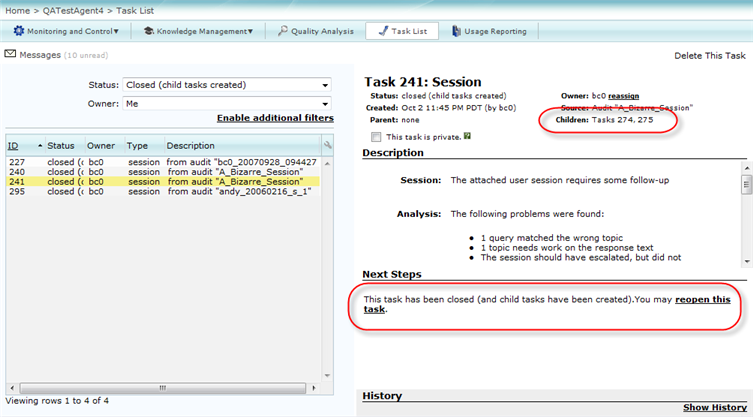 Home > QATestAgent4 > Task List
Monitoring and Control▼ Knowledge Management▼ Quality Analysis Task List Usage Reporting
Messages (10 unread)
Delete This Task
Status: Closed (child tasks created)
Owner: Me
Enable additional filters
ID Status Owner Type Description
227 closed (c bc0 session from audit "bc0_20070928_094427
240 closed (c bc0 session from audit "A_Bizarre_Session"
241 closed (c bc0 session from audit "A_Bizarre_Session"
295 closed (c bc0 session from audit "andy_20060216_s_1"
Viewing rows 1 to 4 of 4
Task 241: Session
Status: closed (child tasks created) Owner: bc0 reassign
Created: Oct 2 11:45 PM PDT (by bc0) Source: Audit "A_Bizarre_Session"
Parent: none Children: Tasks 274, 275
This task is private. ?
Description
Session: The attached user session requires some follow-up
Analysis: The following problems were found:
• 1 query matched the wrong topic
• 1 topic needs work on the response text
• The session should have escalated, but did not
Next Steps
This task has been closed (and child tasks have been created).You may reopen this
task.
History
Show History